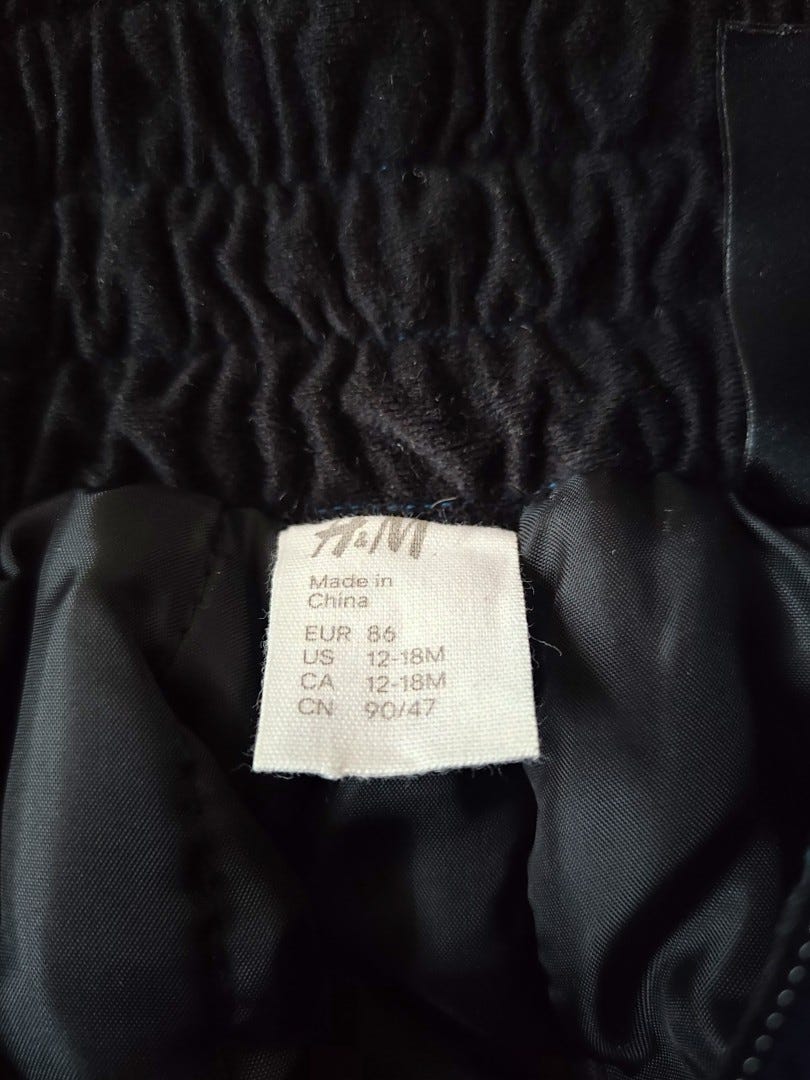 H&M
Made in
China
EUR 86
US 12-18M
CA 12-18M
CN 90/47